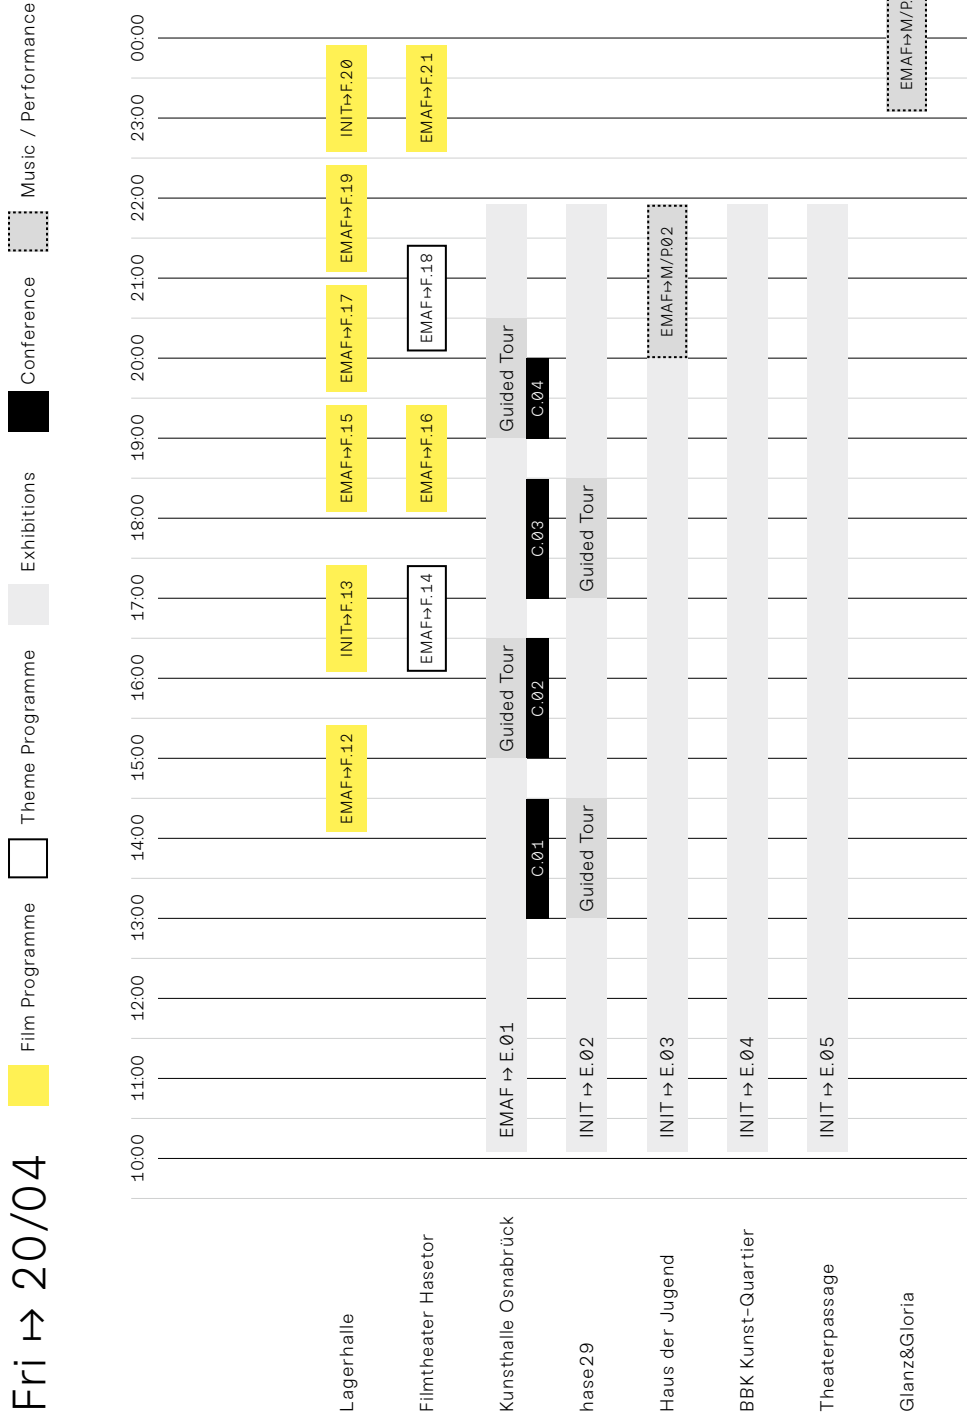 Fri ↦ 20/04
Film Programme
Theme Programme
Exhibitions
Conference
Music / Performance
10:00
11:00
12:00
13:00
14:00
15:00
16:00
17:00
18:00
19:00
20:00
21:00
22:00
23:00
00:00
Lagerhalle
EMAF↦F.12
INIT↦F.13
EMAF↦F.15
EMAF↦F.17
EMAF↦F.19
INIT↦F.20
Filmtheater Hasetor
EMAF↦F.14
EMAF↦F.16
EMAF↦F.18
EMAF↦F.21
Kunsthalle Osnabrück
EMAF ↦ E.01
Guided Tour
Guided Tour
C.01
C.02
C.03
C.04
hase29
INIT ↦ E.02
Guided Tour
Guided Tour
Haus der Jugend
INIT ↦ E.03
EMAF↦M/P.02
BBK Kunst-Quartier
INIT ↦ E.04
Theaterpassage
INIT ↦ E.05
Glanz&Gloria
EMAF↦M/P.